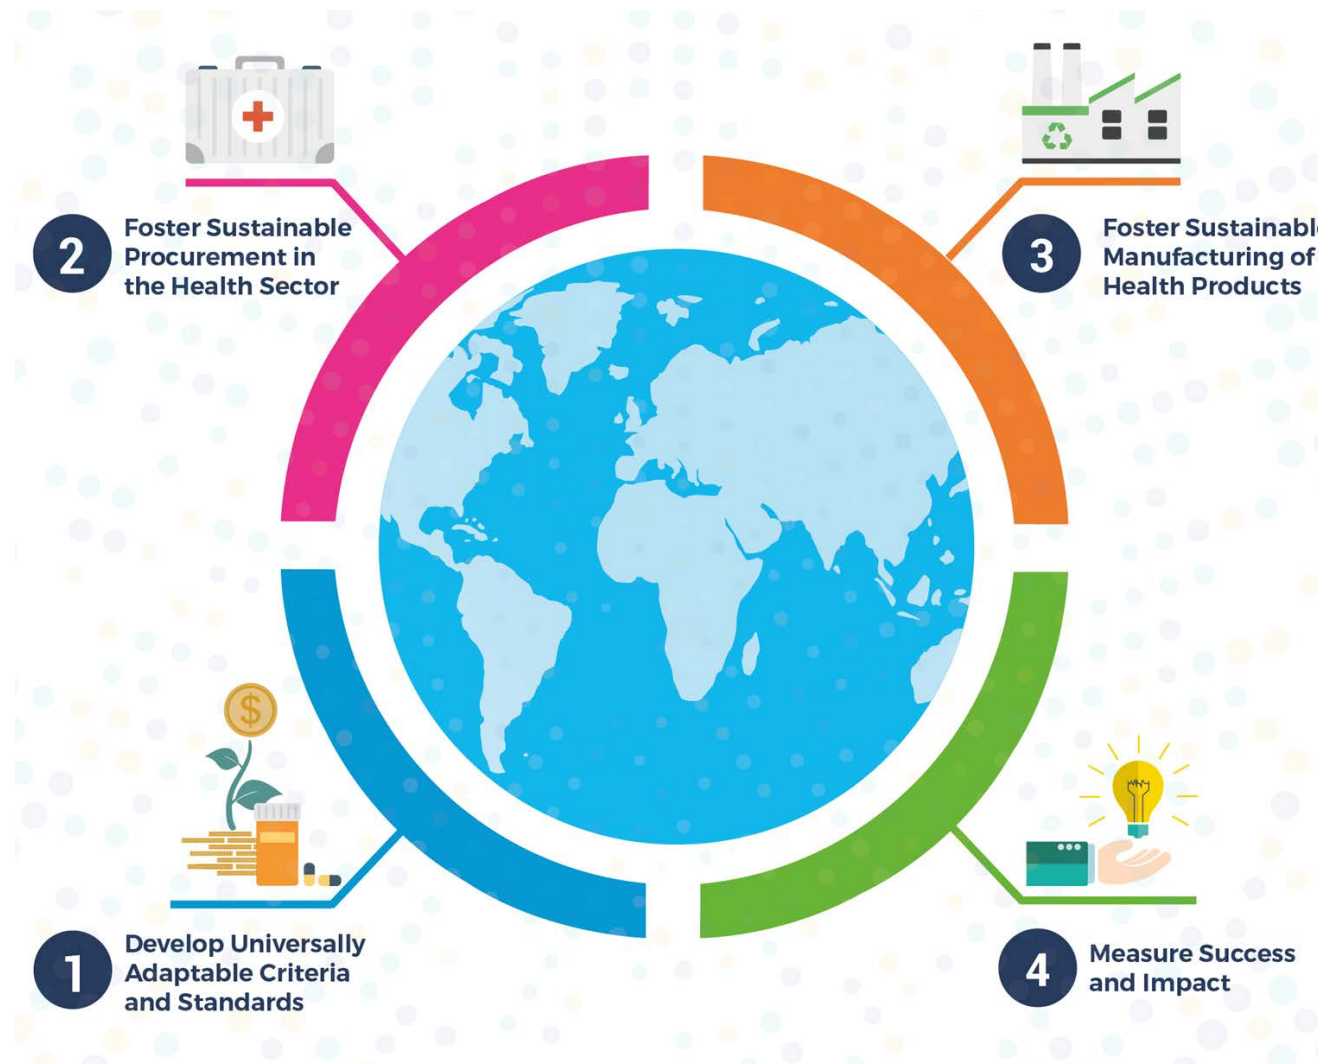 2
Foster Sustainable
Procurement in
the Health Sector
3
Foster Sustainable
Manufacturing of
Health Products
$
1
Develop Universally
Adaptable Criteria
and Standards
4
Measure Success
and Impact